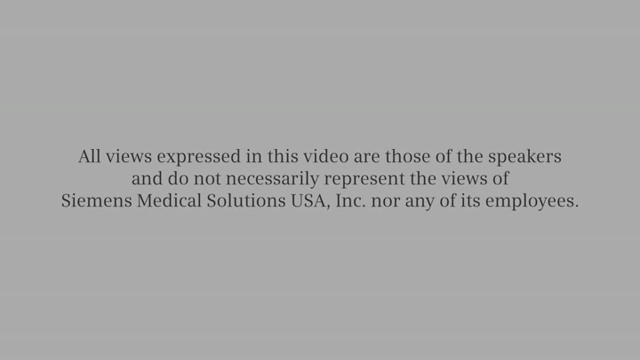 All views expressed in this video are those of the speakers
and do not necessarily represent the views of
Siemens Medical Solutions USA, Inc. nor any of its employees.